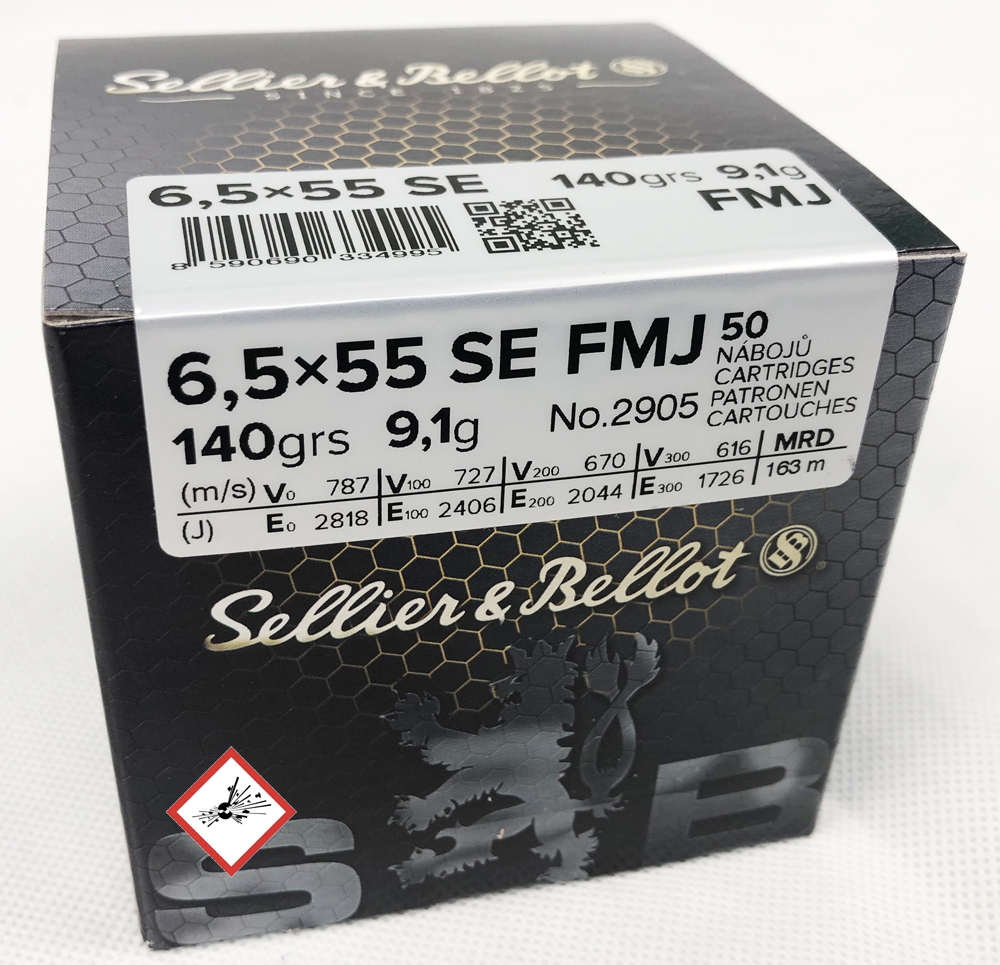 Sellier & Bellot SB
SINCE 1825
6,5×55 SE 140grs 9,1g
FMJ
8 590690 334995
6,5×55 SE FMJ 50
NÁBOJŮ
CARTRIDGES
PATRONEN
CARTOUCHES
140grs 9,1g No.2905
(m/s) V0 787 V100 727 V200 670 V300 616 MRD
(J) E0 2818 E100 2406 E200 2044 E300 1726 163 m
Sellier & Bellot SB
S B